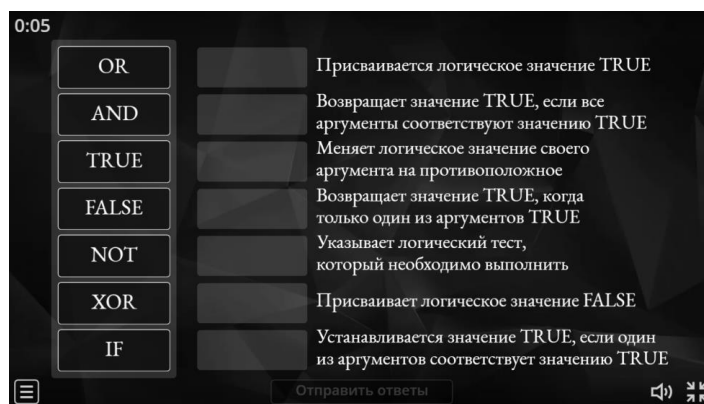 0:05
OR
Присваивается логическое значение TRUE
AND
Возвращает значение TRUE, если все
аргументы соответствуют значению TRUE
TRUE
Меняет логическое значение своего
аргумента на противоположное
FALSE
Возвращает значение TRUE, когда
только один из аргументов TRUE
NOT
Указывает логический тест,
который необходимо выполнить
XOR
Присваивает логическое значение FALSE
IF
Устанавливается значение TRUE, если один
из аргументов соответствует значению TRUE
Отправить ответы